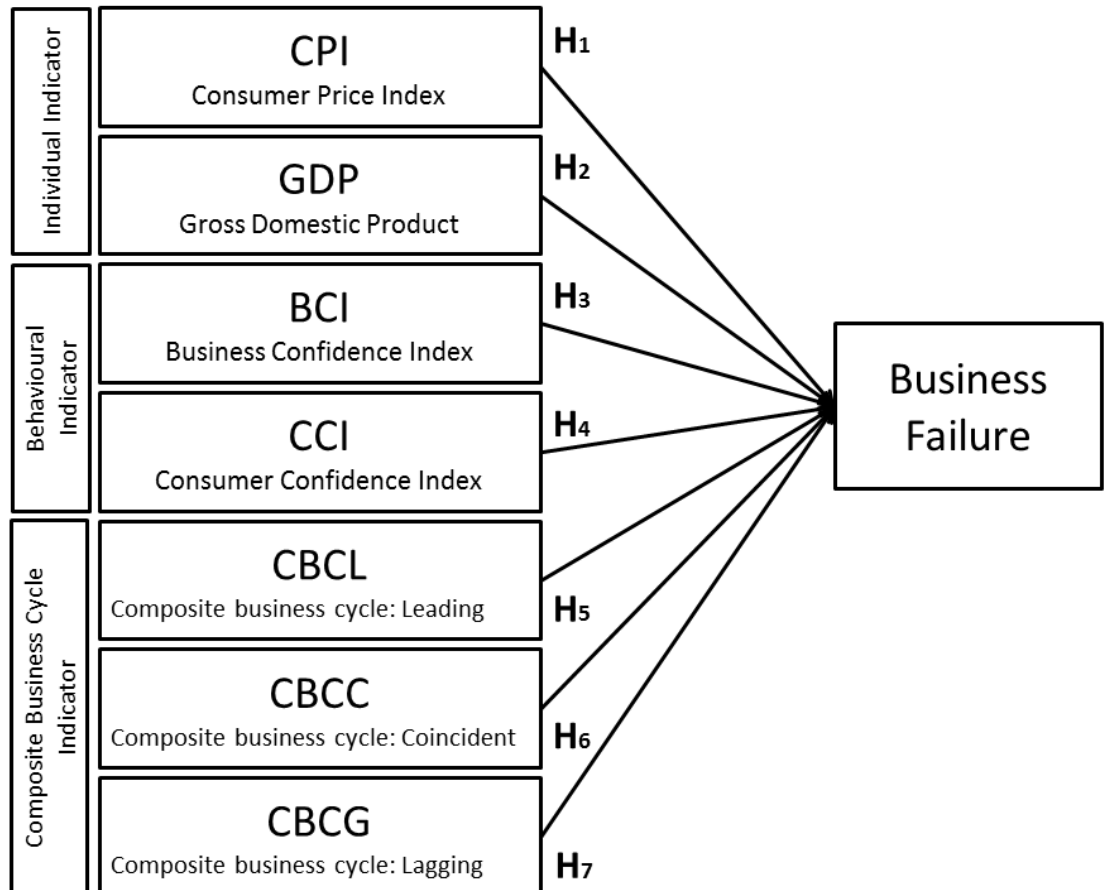 Individual Indicator
CPI
Consumer Price Index
H1
GDP
Gross Domestic Product
H2
Behavioural
Indicator
BCI
Business Confidence Index
H3
CCI
Consumer Confidence Index
H4
Composite Business Cycle
Indicator
CBCL
Composite business cycle: Leading
H5
CBCC
Composite business cycle: Coincident
H6
CBCG
Composite business cycle: Lagging
H7
Business
Failure